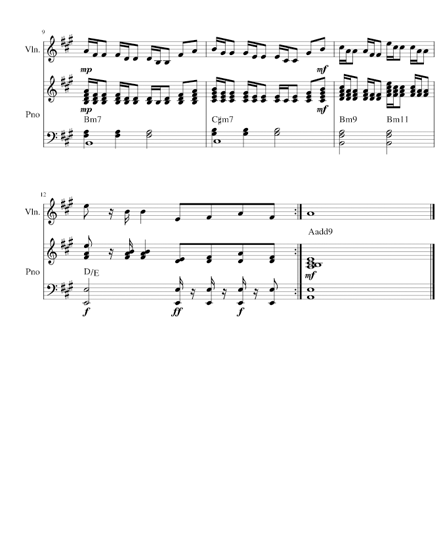 9
Vln.
mp mf
Pno
mp mf
Bm7 C#m7 Bm9 Bm11
12
Vln.
Aadd9
Pno
mf
D/E
f ff f